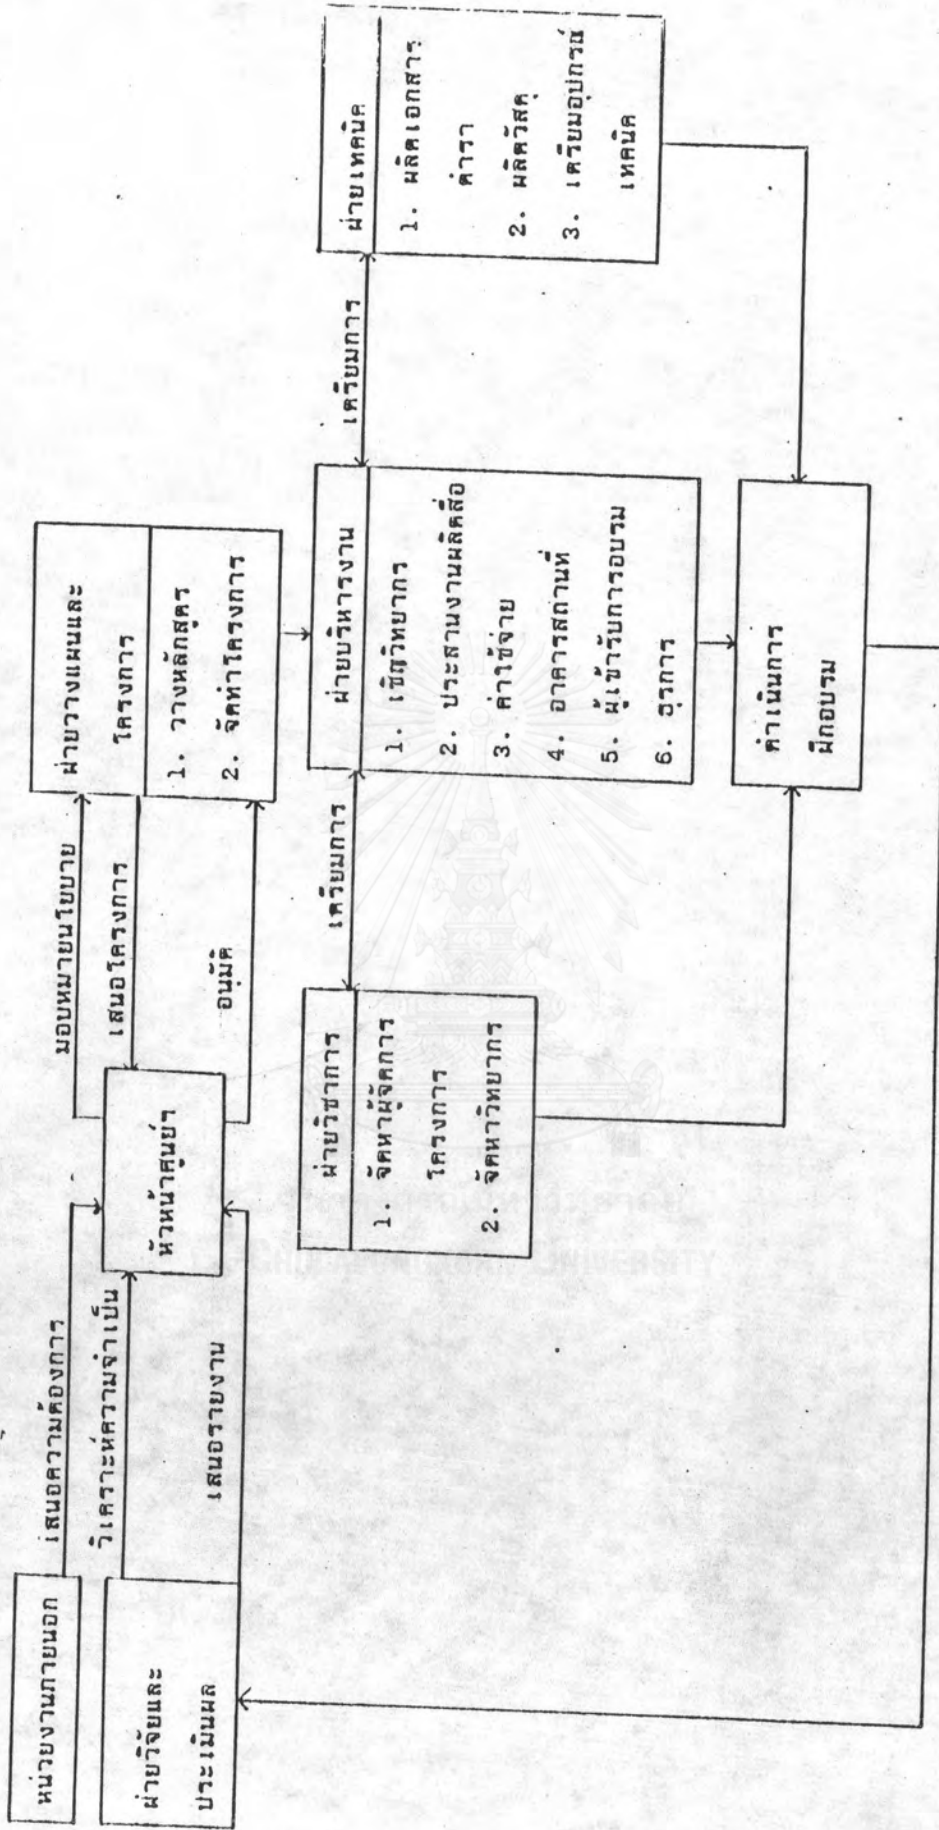 หน่วยงานภายนอก
เสนอความต้องการ
วิเคราะห์ความจำเป็น
ฝ่ายวิจัยและ
ประเมินผล
เสนอรายงาน
หัวหน้าศูนย์ฯ
มอบหมายนโยบาย
เสนอโครงการ
อนุมัติ
ฝ่ายวางแผนและ
โครงการ
1. วางหลักสูตร
2. จัดทำโครงการ
ฝ่ายวิชาการ
1. จัดหาผู้จัดการ
โครงการ
2. จัดหาวิทยากร
เตรียมการ
ฝ่ายบริหารงาน
1. เชิญวิทยากร
2. ประสานงานผลิตสื่อ
3. ค่าใช้จ่าย
4. อาคารสถานที่
5. ผู้เข้ารับการอบรม
6. ธุรการ
เตรียมการ
ฝ่ายเทคนิค
1. ผลิตเอกสาร
ตำรา
2. ผลิตวัสดุ
3. เตรียมอุปกรณ์
เทคนิค
ดำเนินการ
ฝึกอบรม
CHULALONGKORN UNIVERSITY